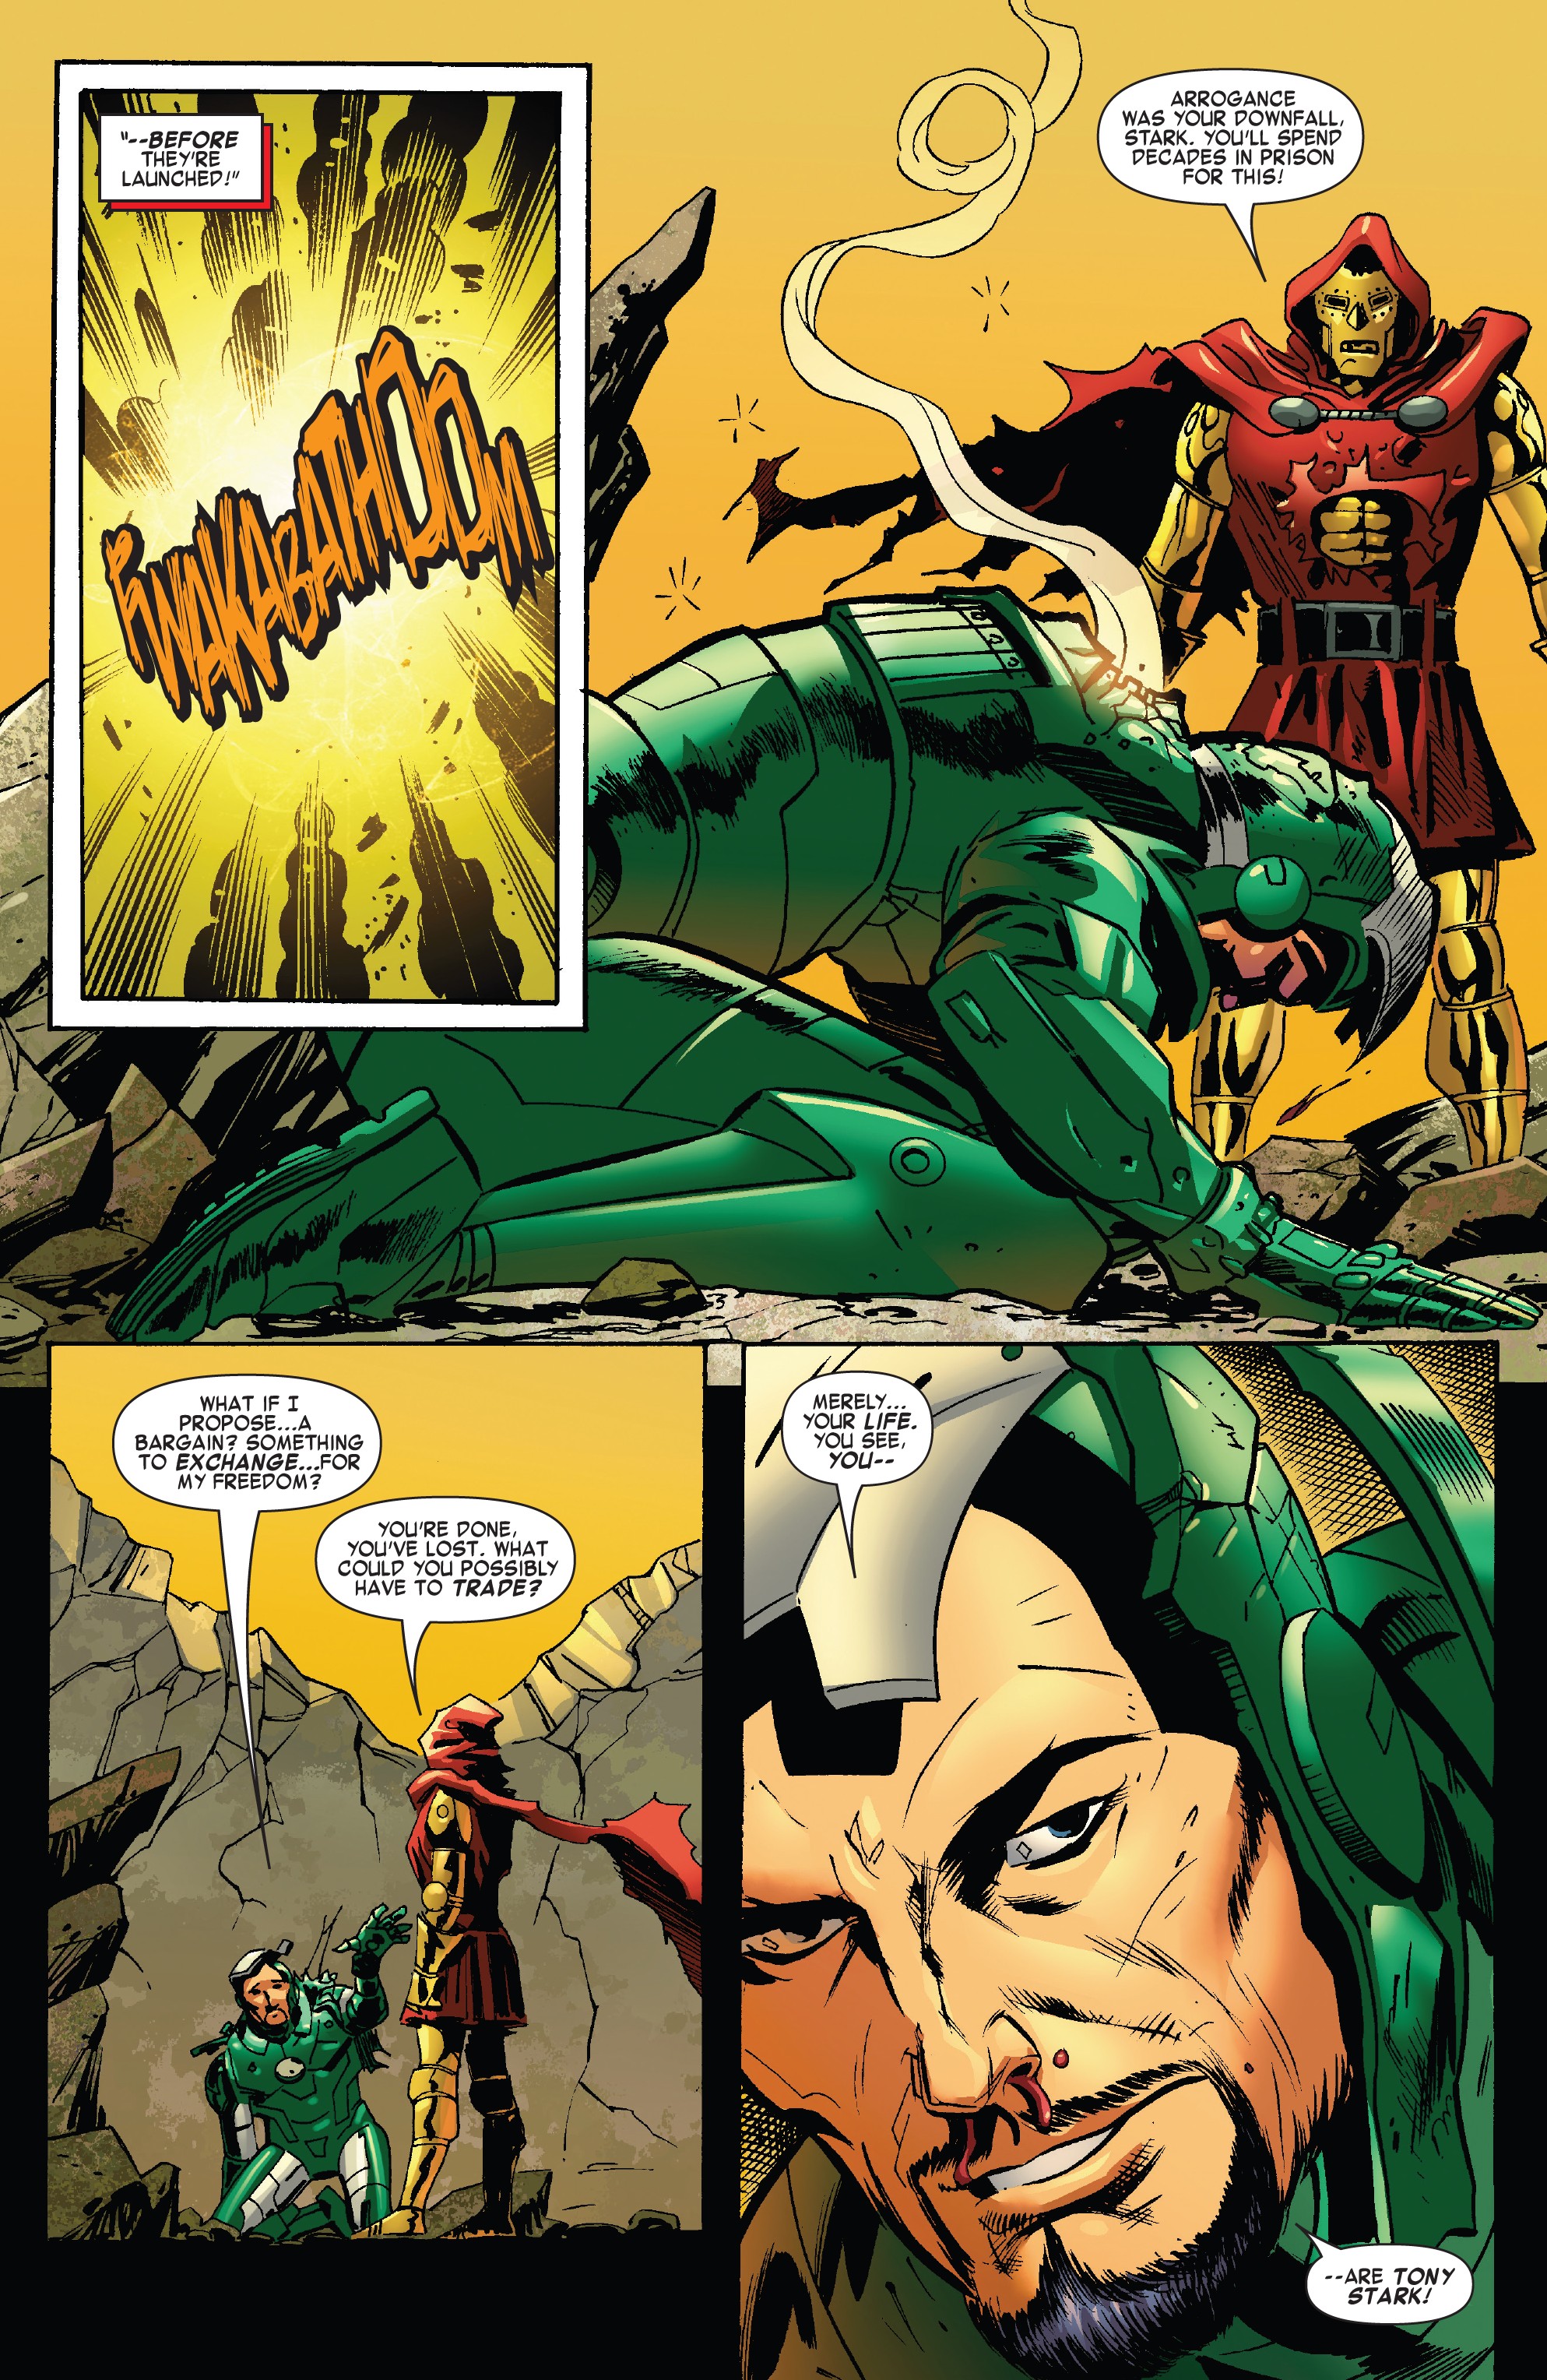 "--BEFORE
THEY'RE
LAUNCHED!"
PWAKABATHOOOM
ARROGANCE
WAS YOUR DOWNFALL,
STARK. YOU'LL SPEND
DECADES IN PRISON
FOR THIS!
WHAT IF I
PROPOSE...A
BARGAIN? SOMETHING
TO EXCHANGE...FOR
MY FREEDOM?
YOU'RE DONE,
YOU'VE LOST. WHAT
COULD YOU POSSIBLY
HAVE TO TRADE?
MERELY...
YOUR LIFE.
YOU SEE,
YOU--
--ARE TONY
STARK!